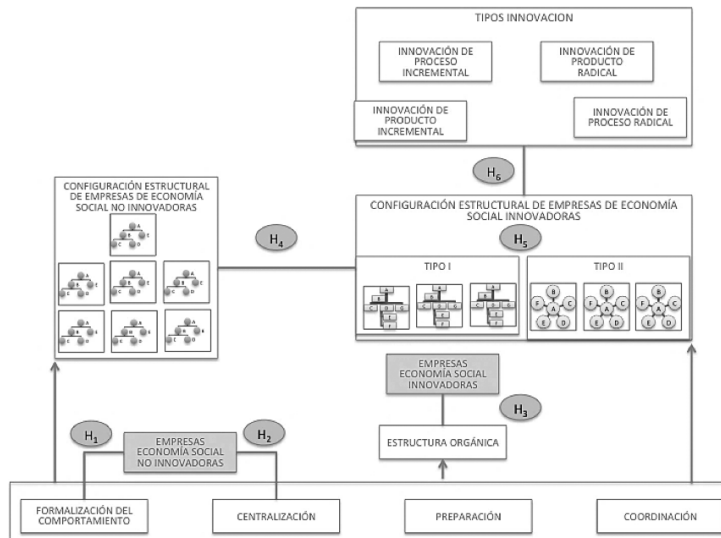 TIPOS INNOVACION
INNOVACIÓN DE
PROCESO
INCREMENTAL
INNOVACIÓN DE
PRODUCTO
RADICAL
INNOVACIÓN DE
PRODUCTO
INCREMENTAL
INNOVACIÓN DE
PROCESO RADICAL
H6
CONFIGURACIÓN ESTRUCTURAL
DE EMPRESAS DE ECONOMÍA
SOCIAL NO INNOVADORAS
H4
CONFIGURACIÓN ESTRUCTURAL DE EMPRESAS DE ECONOMÍA
SOCIAL INNOVADORAS
H5
TIPO I
TIPO II
B
F A C
E D
B
F A C
E D
B
F A C
E D
EMPRESAS
ECONOMÍA SOCIAL
INNOVADORAS
H3
ESTRUCTURA ORGÁNICA
H1
EMPRESAS
ECONOMÍA SOCIAL
NO INNOVADORAS
H2
FORMALIZACIÓN DEL
COMPORTAMIENTO
CENTRALIZACIÓN
PREPARACIÓN
COORDINACIÓN